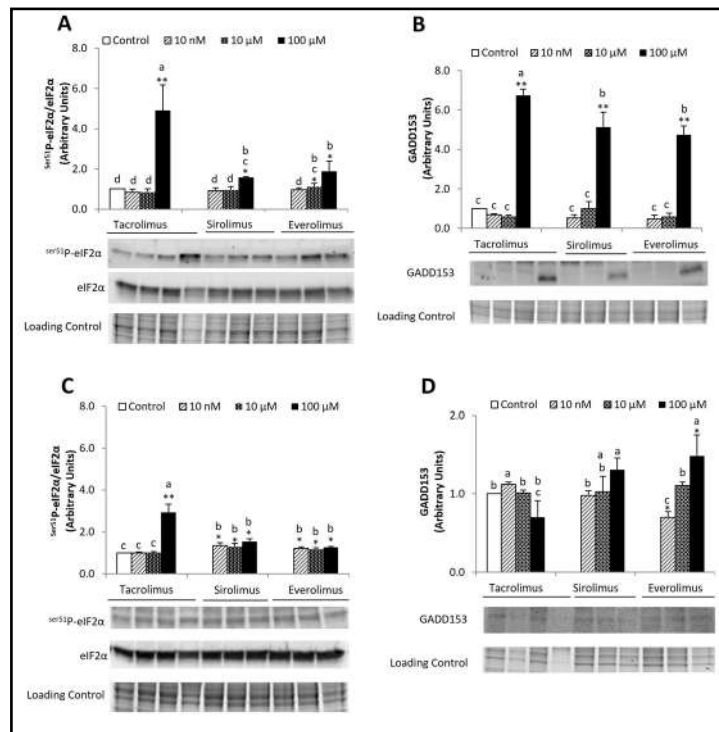 A
Control 10 nM 10 µM 100 µM
ser51P-eIF2α/eIF2α
(Arbitrary Units)
8.0
6.0
4.0
2.0
0.0
d d d a ** d d b c * d b c * b *
Tacrolimus Sirolimus Everolimus
ser51P-eIF2α
eIF2α
Loading Control
B
Control 10 nM 10 µM 100 µM
GADD153
(Arbitrary Units)
8.0
6.0
4.0
2.0
0.0
c c c a ** c c b ** c c b **
Tacrolimus Sirolimus Everolimus
GADD153
Loading Control
C
Control 10 nM 10 µM 100 µM
Ser51P-eIF2α/eIF2α
(Arbitrary Units)
8.0
6.0
4.0
2.0
0.0
c c c a ** b * b * b * b * b * b *
Tacrolimus Sirolimus Everolimus
ser51P-eIF2α
eIF2α
Loading Control
D
Control 10 nM 10 µM 100 µM
GADD153
(Arbitrary Units)
2.0
1.0
0.0
b a b b c b a b a c * b a *
Tacrolimus Sirolimus Everolimus
GADD153
Loading Control